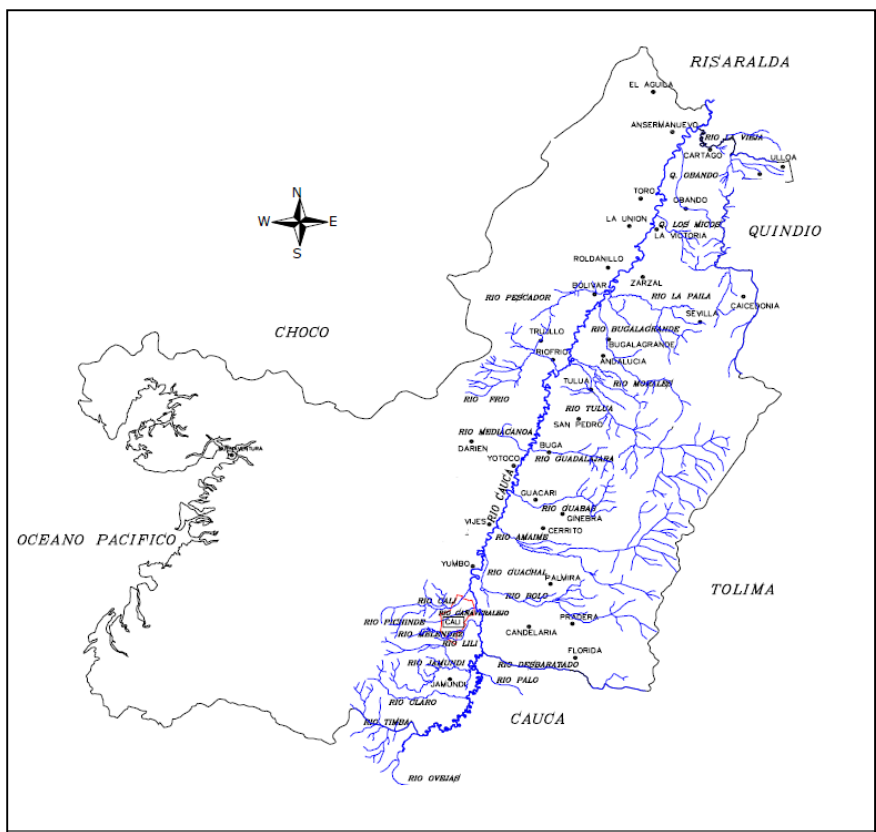 RISARALDA
EL AGUILA
ANSERMANUEVO
RIO LA VIEJA
CARTAGO
ULLOA
Q. OBANDO
N
W
E
S
TORO
OBANDO
LA UNION
Q. LOS MICOS
LA VICTORIA
QUINDIO
ROLDANILLO
ZARZAL
BOLIVAR
RIO PESCADOR
RIO LA PAILA
CAICEDONIA
SEVILLA
CHOCO
TRUJILLO
RIO BUGALAGRANDE
BUGALAGRANDE
RIOFRIO
ANDALUCIA
TULUA
RIO MORALES
RIO FRIO
RIO TULUA
SAN PEDRO
RIO MEDIACANOA
DARIEN
BUGA
RIO GUADALAJARA
YOTOCO
RIO CAUCA
GUACARI
RIO GUABAS
GINEBRA
VIJES
CERRITO
OCEANO PACIFICO
RIO AMAIME
YUMBO
RIO GUACHAL
PALMIRA
TOLIMA
RIO BOLO
RIO CALI
RIO CAÑAVERALEJO
RIO PICHINDE
CALI
PRADERA
CANDELARIA
RIO MELENDEZ
RIO LILI
FLORIDA
RIO JAMUNDI
RIO DESBARATADO
JAMUNDI
RIO PALO
RIO CLARO
CAUCA
RIO TIMBA
RIO OVEJAS